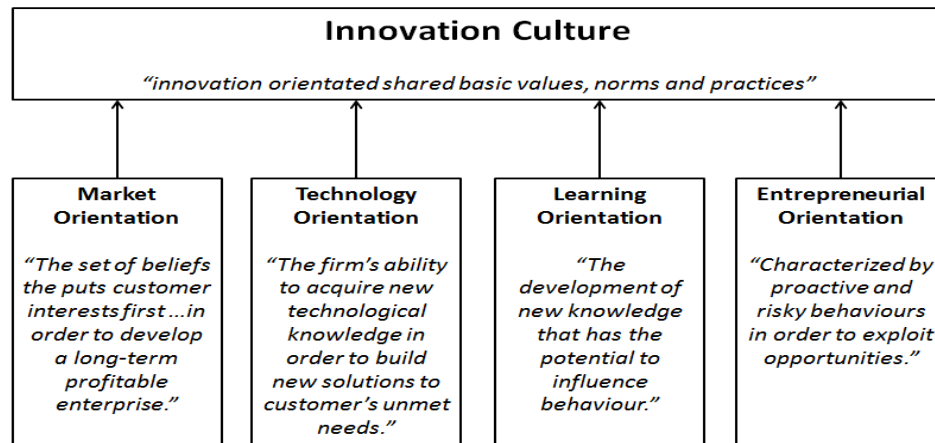 Innovation Culture
“innovation orientated shared basic values, norms and practices”
Market
Orientation
“The set of beliefs
the puts customer
interests first ...in
order to develop
a long-term
profitable
enterprise.”
Technology
Orientation
“The firm’s ability
to acquire new
technological
knowledge in
order to build
new solutions to
customer’s unmet
needs.”
Learning
Orientation
“The
development of
new knowledge
that has the
potential to
influence
behaviour.”
Entrepreneurial
Orientation
“Characterized by
proactive and
risky behaviours
in order to exploit
opportunities.”